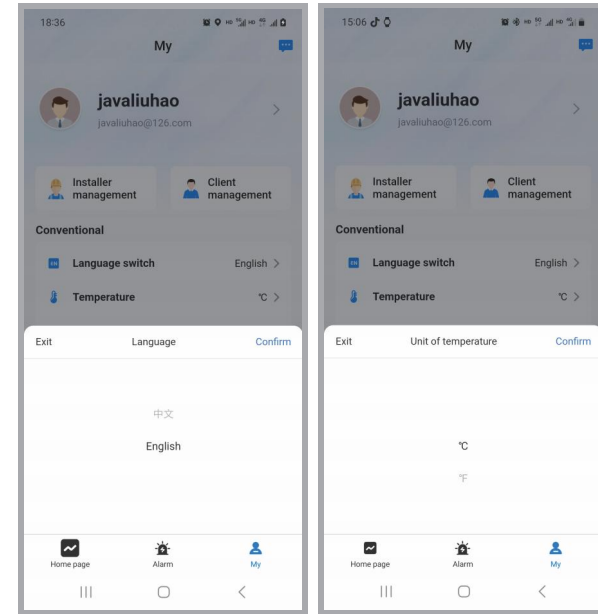 18:36
My
javaliuhao
javaliuhao@126.com
Installer management
Client management
Conventional
EN Language switch English >
Temperature ℃ >
Exit Language Confirm
中文
English
Home page Alarm My
15:06
My
javaliuhao
javaliuhao@126.com
Installer management
Client management
Conventional
EN Language switch English >
Temperature ℃ >
Exit Unit of temperature Confirm
℃
℉
Home page Alarm My